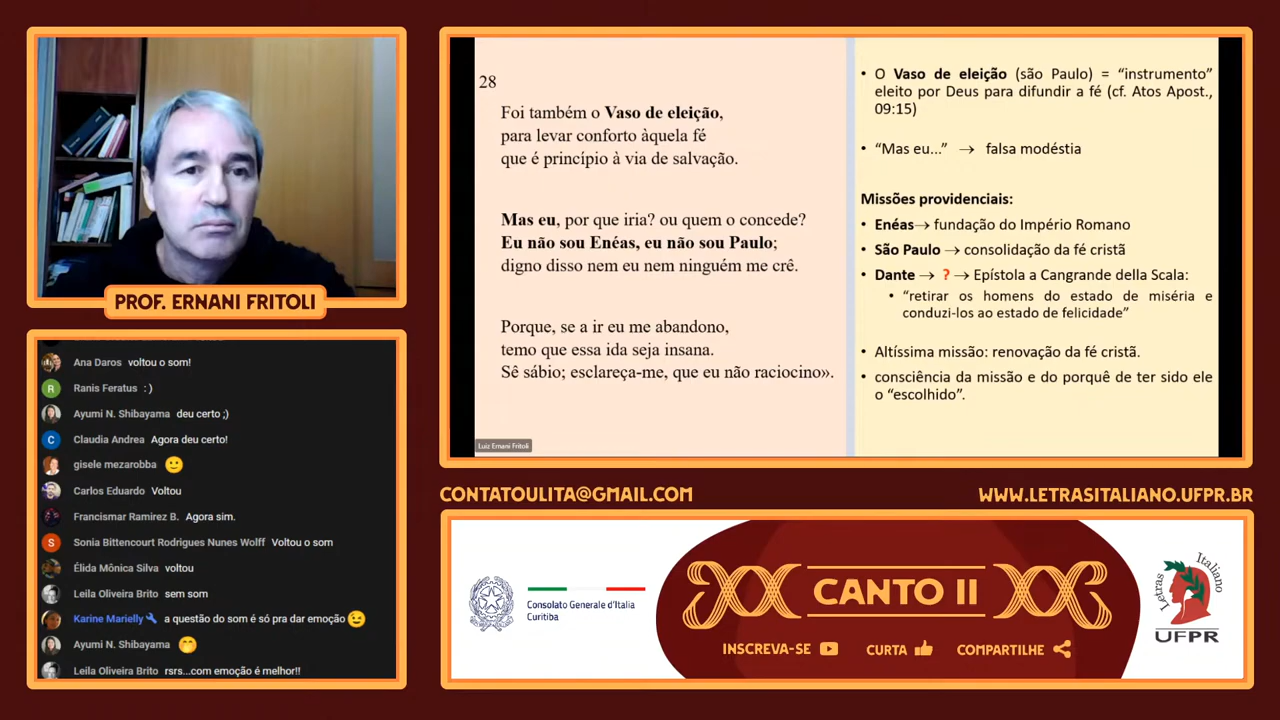 PROF. ERNANI FRITOLI
Ana Daros voltou o som!
R
Ranis Feratus : )
Ayumi N. Shibayama deu certo ;)
C
Claudia Andrea Agora deu certo!
gisele mezarobba 🙂
Carlos Eduardo Voltou
Francismar Ramirez B. Agora sim.
S
Sonia Bittencourt Rodrigues Nunes Wolff Voltou o som
Élida Mônica Silva voltou
Leila Oliveira Brito sem som
Karine Marielly a questão do som é só pra dar emoção 😉
Ayumi N. Shibayama 🤭
Leila Oliveira Brito rsrs...com emoção é melhor!!
28
Foi também o Vaso de eleição,
para levar conforto àquela fé
que é princípio à via de salvação.
Mas eu, por que iria? ou quem o concede?
Eu não sou Enéas, eu não sou Paulo;
digno disso nem eu nem ninguém me crê.
Porque, se a ir eu me abandono,
temo que essa ida seja insana.
Sê sábio; esclareça-me, que eu não raciocino».
Luiz Ernani Fritoli
• O Vaso de eleição (são Paulo) = “instrumento”
eleito por Deus para difundir a fé (cf. Atos Apost.,
09:15)
• “Mas eu...” → falsa modéstia
Missões providenciais:
• Enéas→ fundação do Império Romano
• São Paulo → consolidação da fé cristã
• Dante → ? → Epístola a Cangrande della Scala:
• “retirar os homens do estado de miséria e
conduzi-los ao estado de felicidade”
• Altíssima missão: renovação da fé cristã.
• consciência da missão e do porquê de ter sido ele
o “escolhido”.
CONTATOULITA@GMAIL.COM
WWW.LETRASITALIANO.UFPR.BR
Consolato Generale d'Italia
Curitiba
CANTO II
INSCREVA-SE
CURTA
COMPARTILHE
Letras Italiano
UFPR